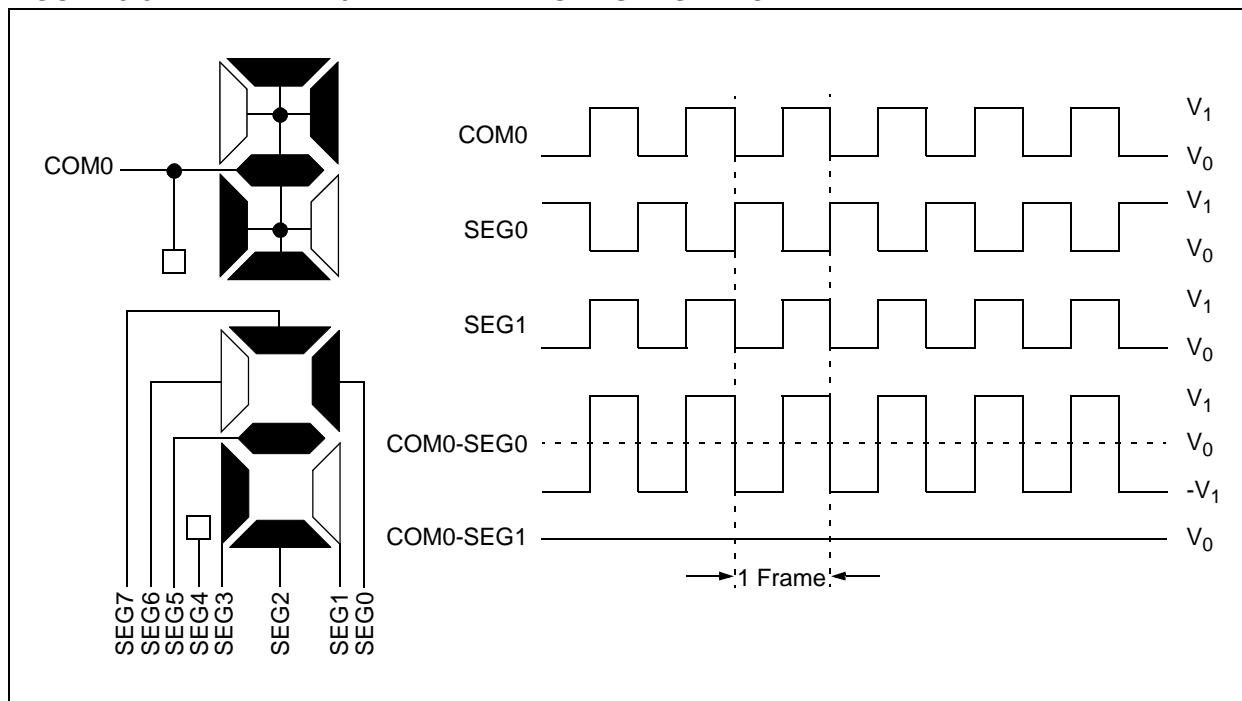 COM0
COM0
V1
V0
SEG0
V1
V0
SEG1
V1
V0
COM0-SEG0
V1
V0
-V1
COM0-SEG1
V0
1 Frame
SEG7
SEG6
SEG5
SEG4
SEG3
SEG2
SEG1
SEG0